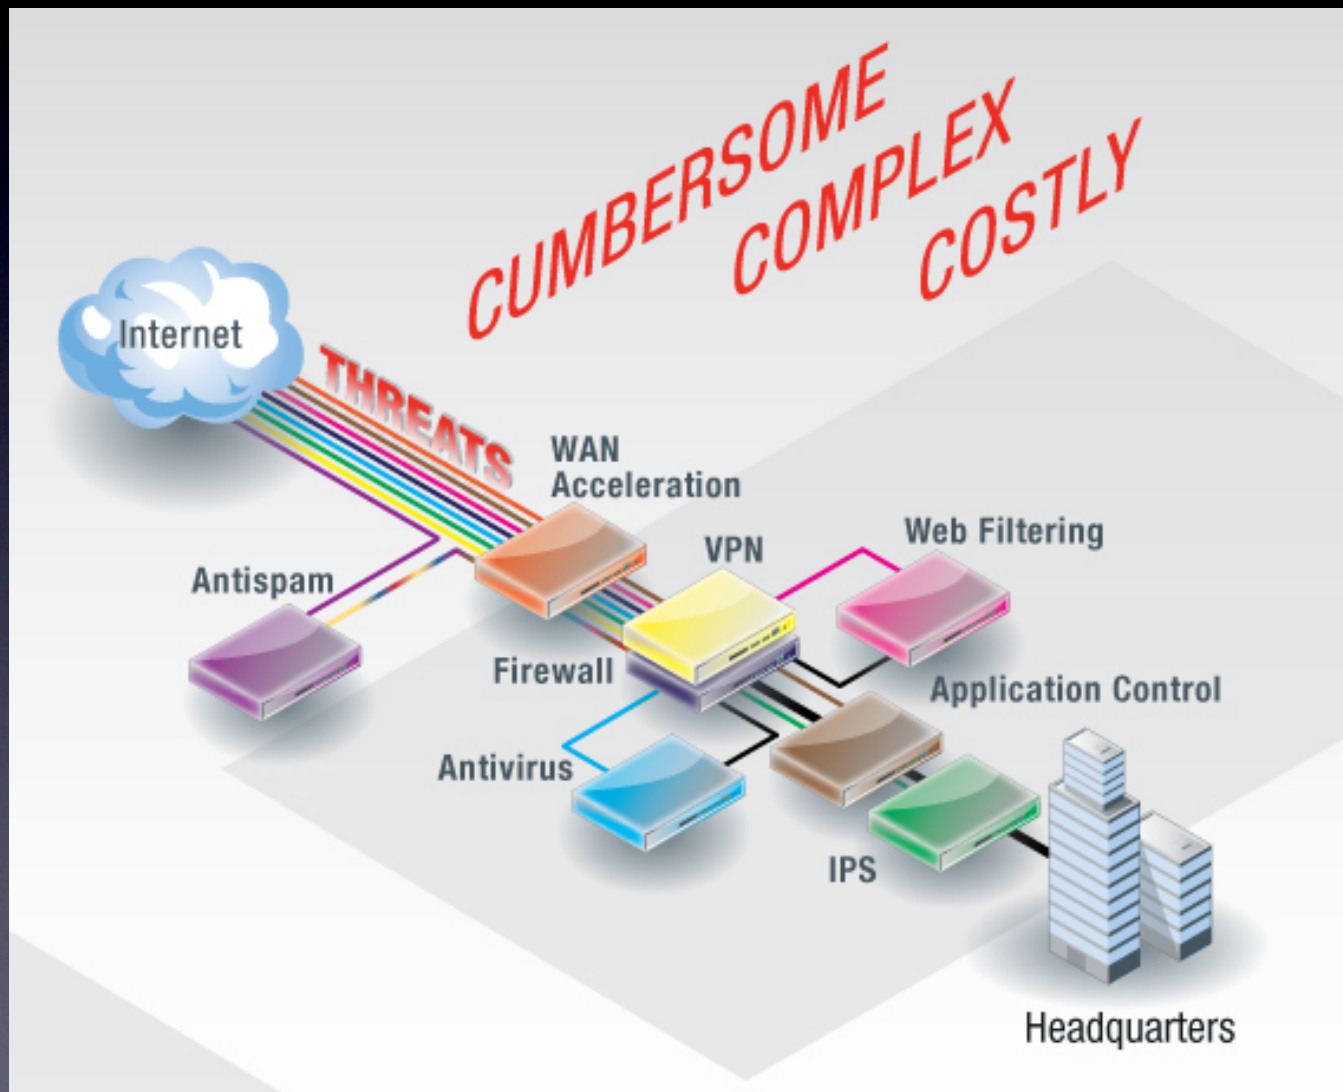 CUMBERSOME
COMPLEX
COSTLY
Internet
THREATS
WAN
Acceleration
VPN
Web Filtering
Antispam
Firewall
Application Control
Antivirus
IPS
Headquarters